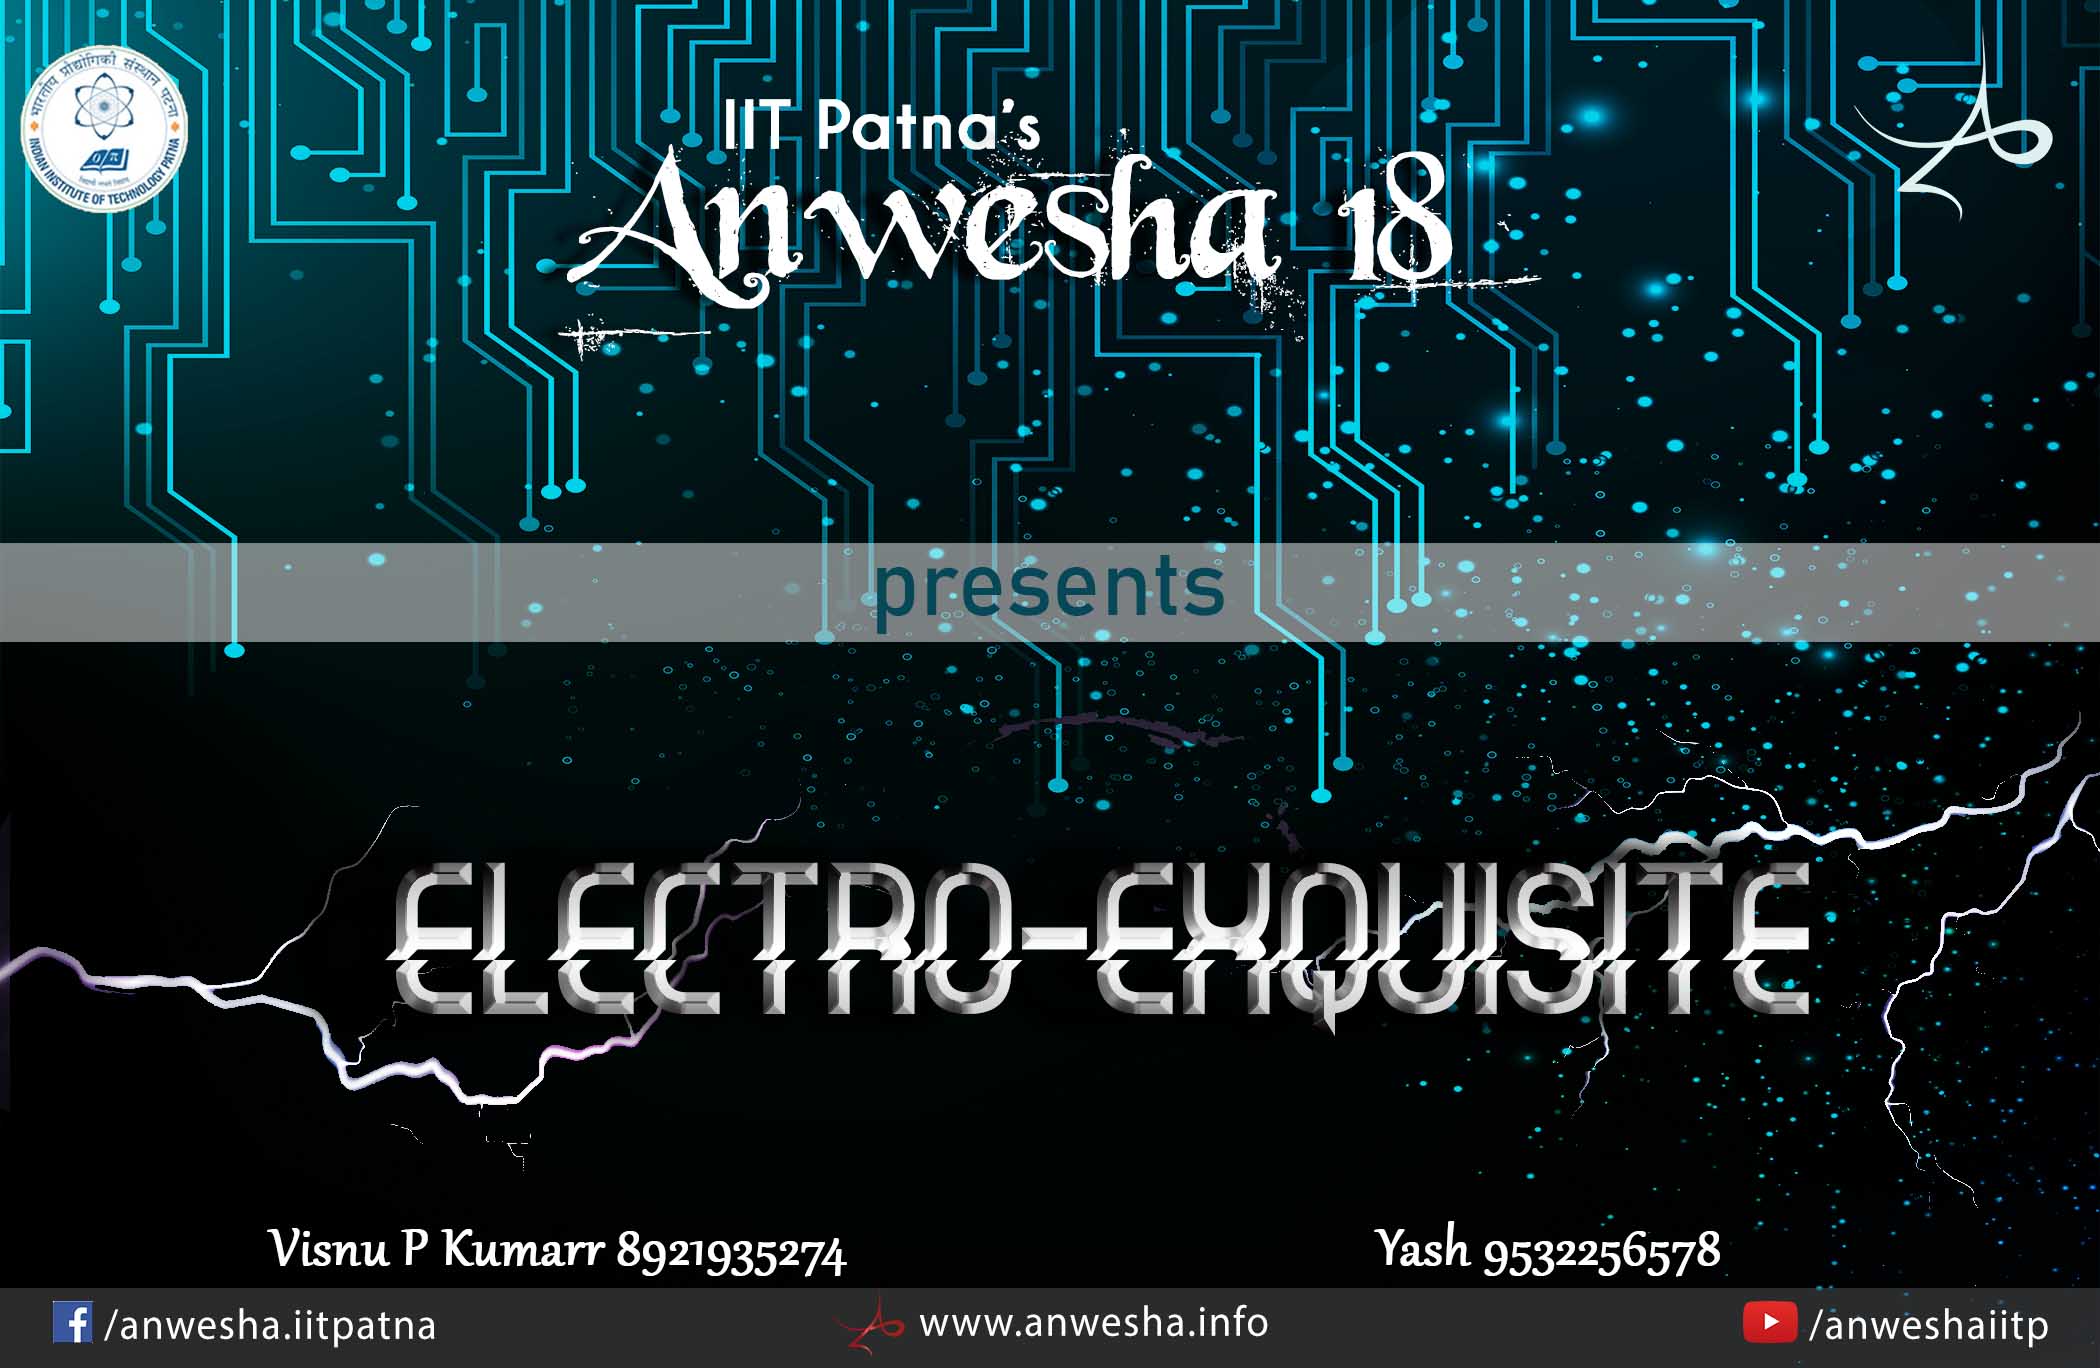 भारतीय प्रौद्योगिकी संस्थान पटना
INDIAN INSTITUTE OF TECHNOLOGY PATNA
IIT Patna's
Anwesha 18
presents
ELECTRO-EXQUISITE
Visnu P Kumarr 8921935274
Yash 9532256578
/anwesha.iitpatna
www.anwesha.info
/anweshaiitp